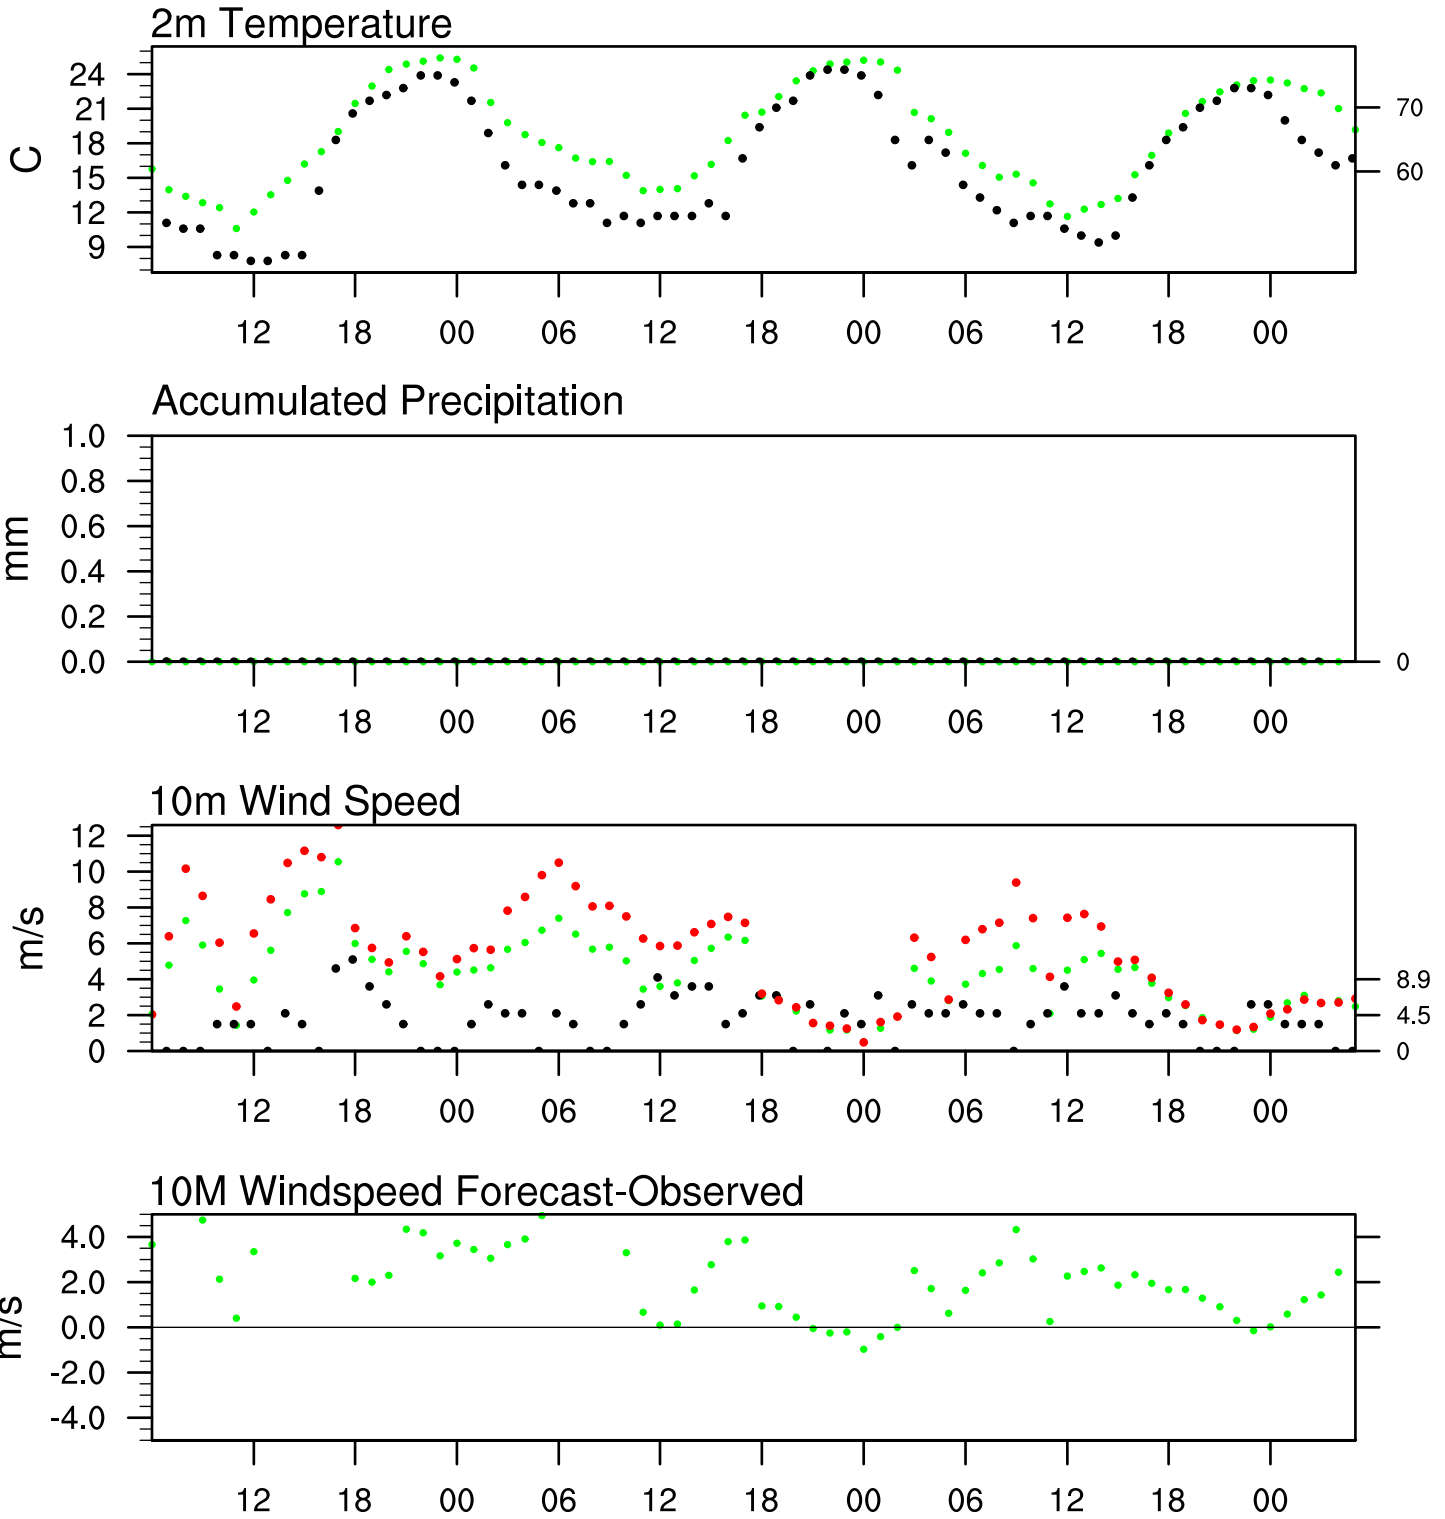 2m Temperature
24
21
18
15
12
9
C
70
60
12 18 00 06 12 18 00 06 12 18 00
Accumulated Precipitation
1.0
0.8
0.6
0.4
0.2
0.0
mm
0
12 18 00 06 12 18 00 06 12 18 00
10m Wind Speed
12
10
8
6
4
2
0
m/s
8.9
4.5
0
12 18 00 06 12 18 00 06 12 18 00
10M Windspeed Forecast-Observed
4.0
2.0
0.0
-2.0
-4.0
m/s
12 18 00 06 12 18 00 06 12 18 00